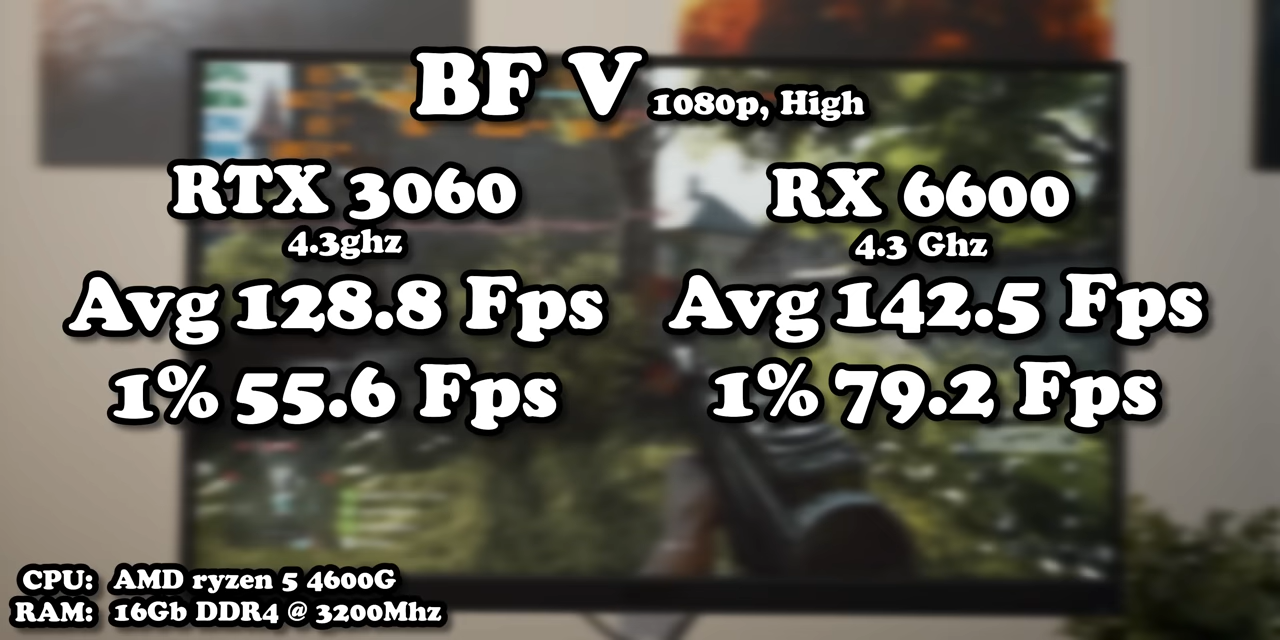 BF V 1080p, High
RTX 3060
4.3ghz
Avg 128.8 Fps
1% 55.6 Fps
RX 6600
4.3 Ghz
Avg 142.5 Fps
1% 79.2 Fps
CPU: AMD ryzen 5 4600G
RAM: 16Gb DDR4 @ 3200Mhz